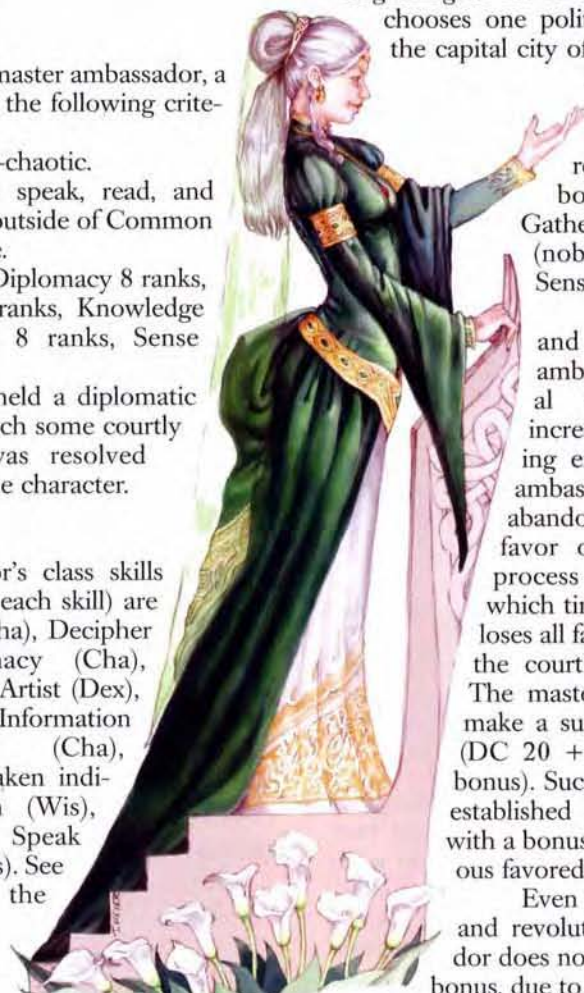 master ambassador, a
the following crite-
-chaotic.
speak, read, and
outside of Common
e.
Diplomacy 8 ranks,
ranks, Knowledge
8 ranks, Sense
held a diplomatic
ch some courtly
was resolved
e character.
or's class skills
each skill) are
ha), Decipher
macy (Cha),
Artist (Dex),
Information
(Cha),
aken indi-
(Wis),
Speak
s). See
the
chooses one polit
the capital city of
re
bo
Gathe
(nob
Sens
and
amb
al
incre
ing e
ambas
abando
favor o
process
which tin
loses all fa
the court
The maste
make a su
(DC 20 +
bonus). Suc
established
with a bonus
ous favored
Even
and revolut
dor does no
bonus, due to